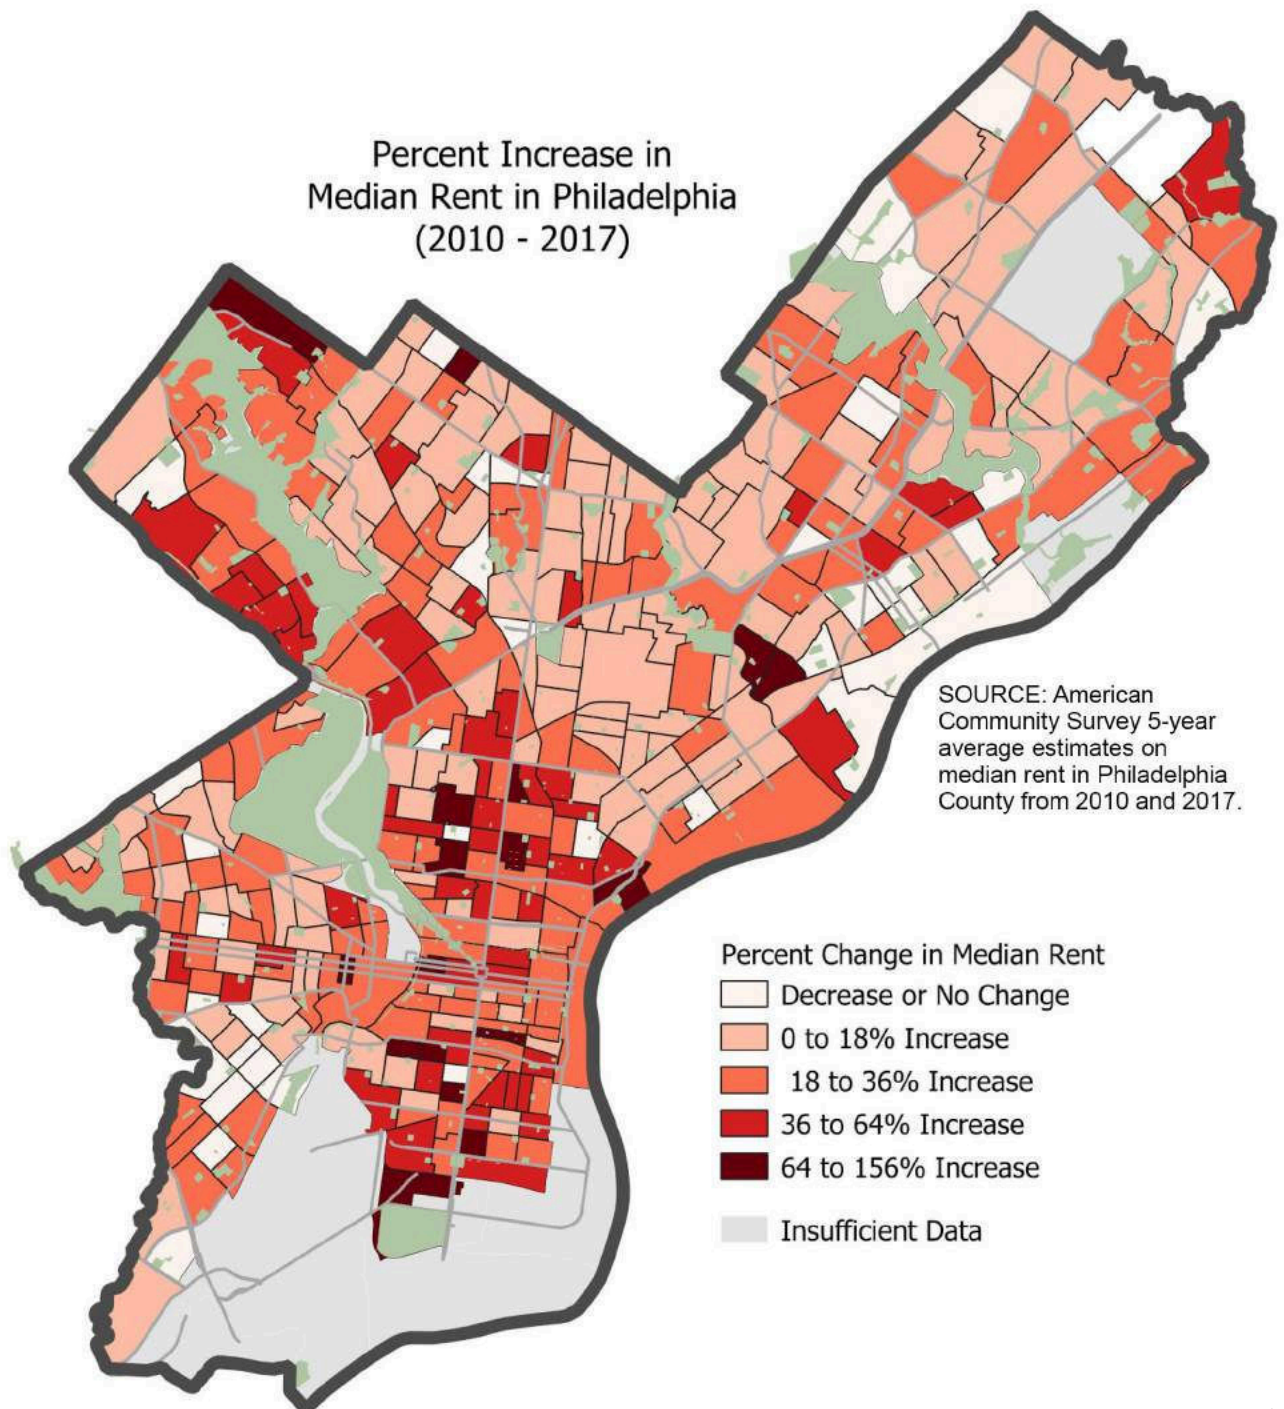 Percent Increase in
Median Rent in Philadelphia
(2010 - 2017)
SOURCE: American
Community Survey 5-year
average estimates on
median rent in Philadelphia
County from 2010 and 2017.
Percent Change in Median Rent
Decrease or No Change
0 to 18% Increase
18 to 36% Increase
36 to 64% Increase
64 to 156% Increase
Insufficient Data